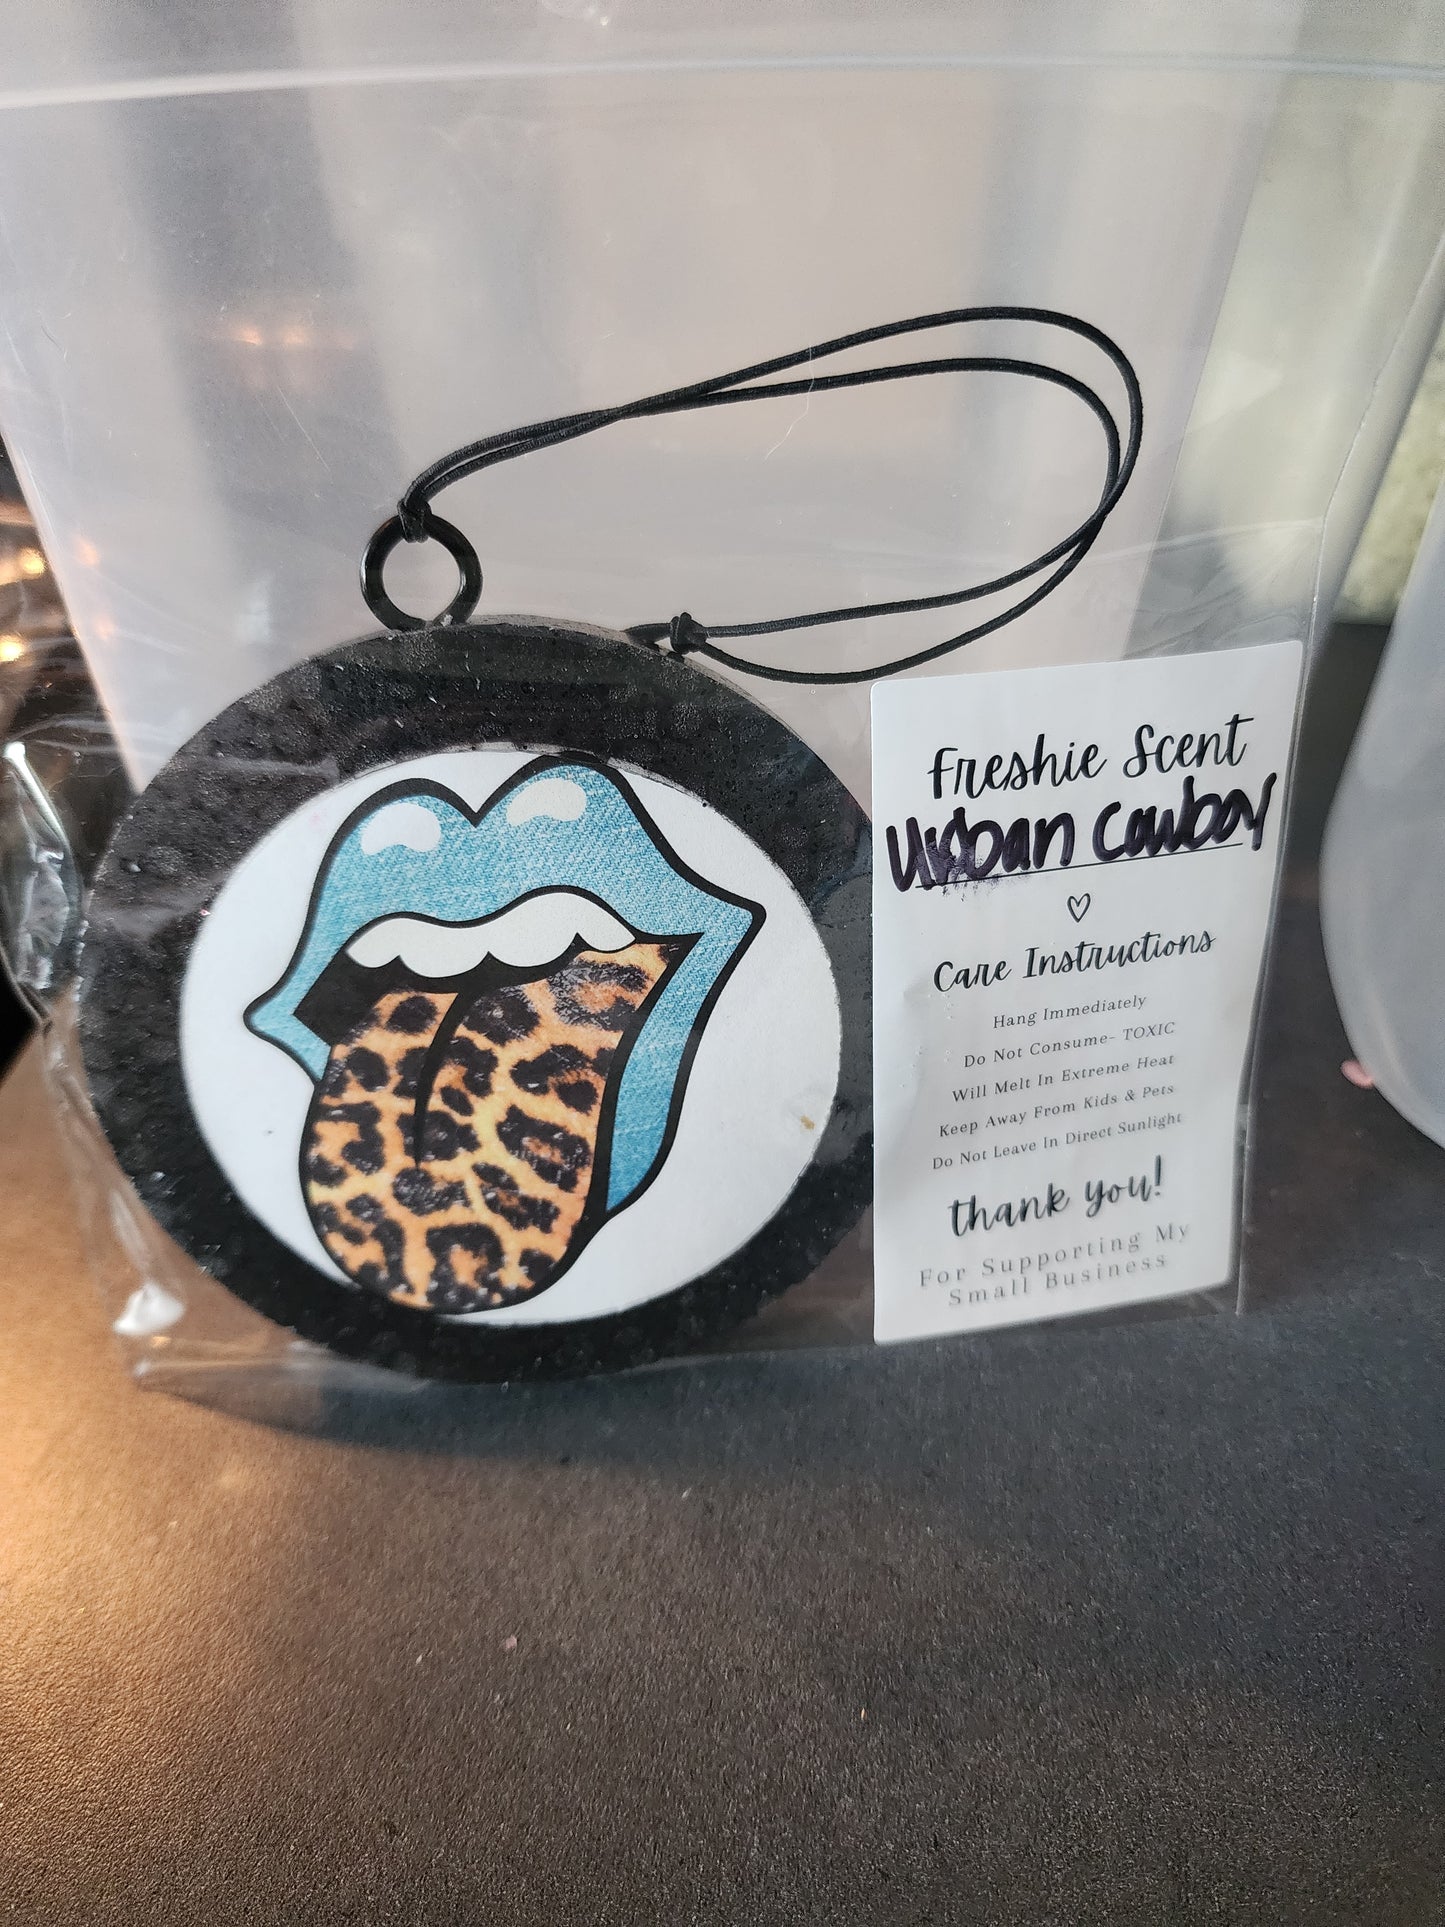 Freshie Scent
Urban Cowboy
Care Instructions
Hang Immediately
Do Not Consume- TOXIC
Will Melt In Extreme Heat
Keep Away From Kids & Pets
Do Not Leave In Direct Sunlight
thank you!
For Supporting My
Small Business